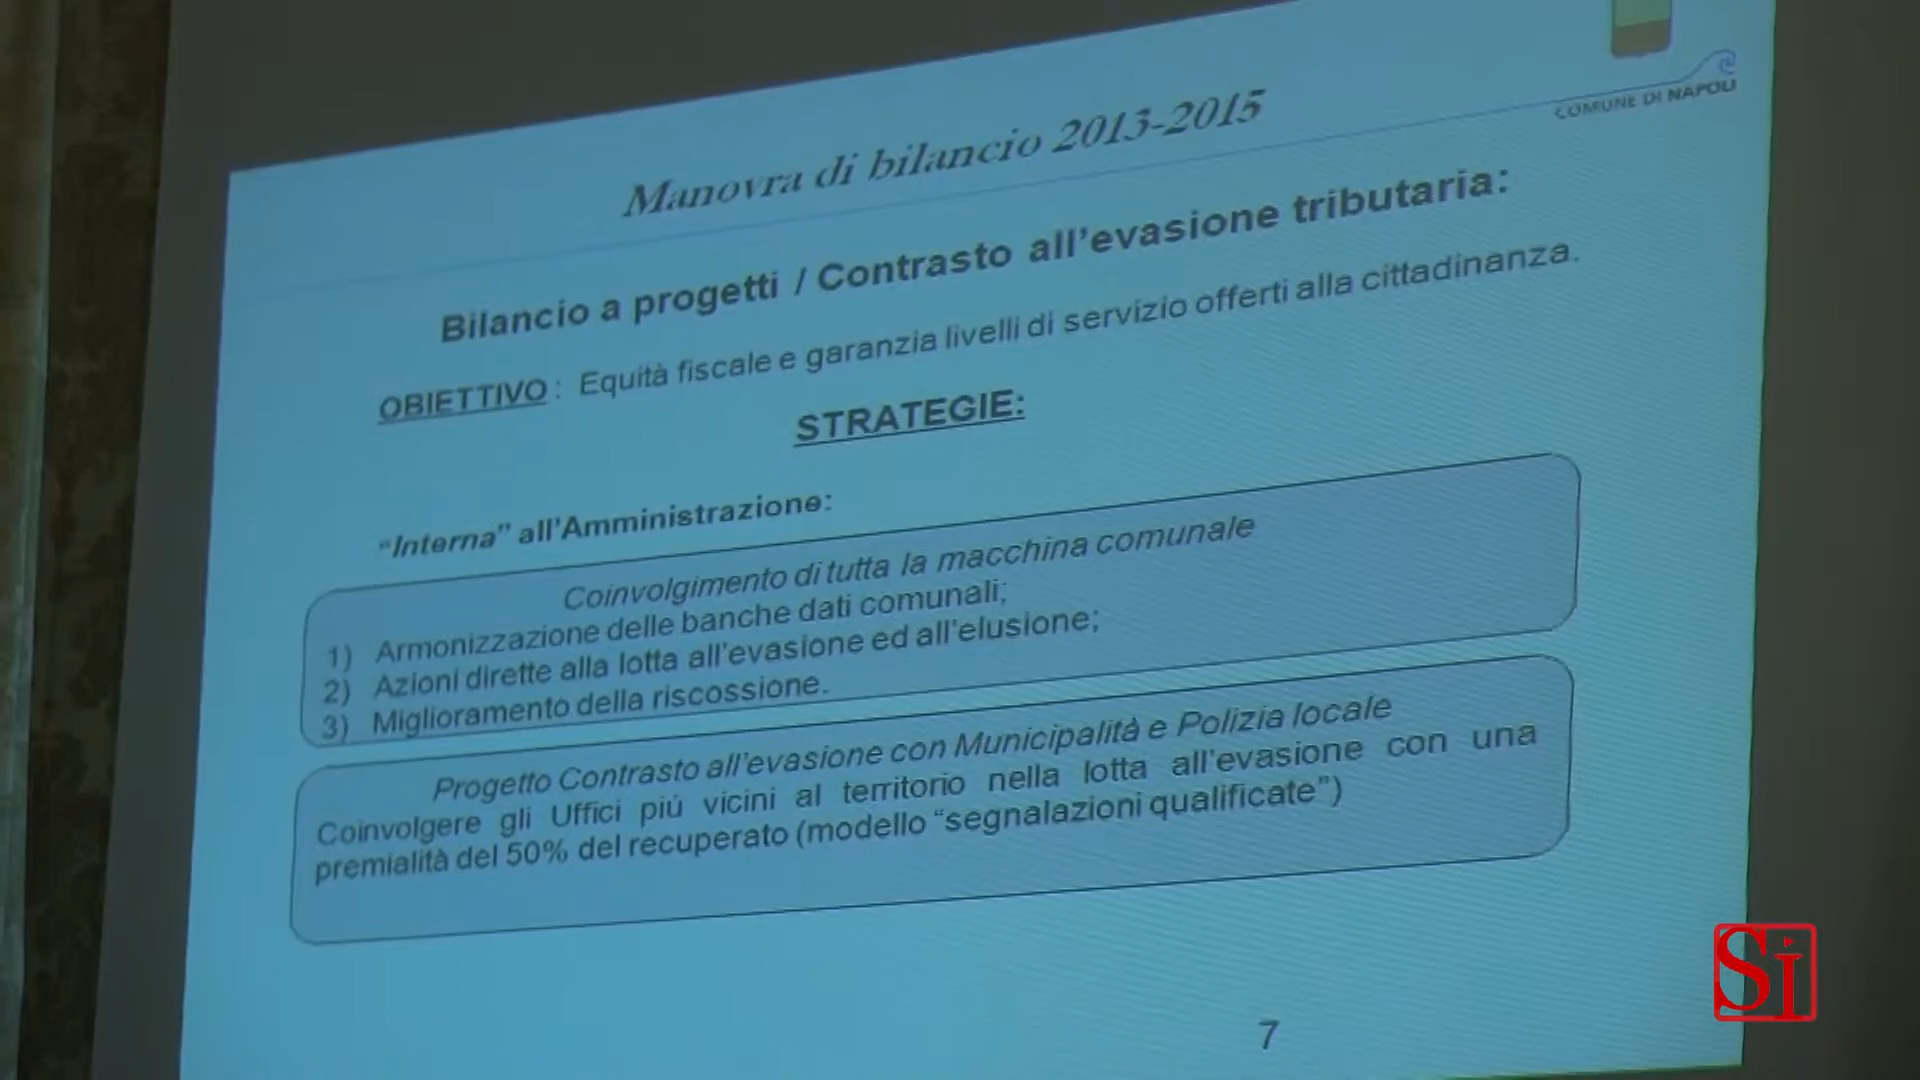 COMUNE DI NAPOLI
Manovra di bilancio 2013-2015
Bilancio a progetti / Contrasto all'evasione tributaria:
OBIETTIVO : Equità fiscale e garanzia livelli di servizio offerti alla cittadinanza.
STRATEGIE:
"Interna" all'Amministrazione:
Coinvolgimento di tutta la macchina comunale
1) Armonizzazione delle banche dati comunali;
2) Azioni dirette alla lotta all'evasione ed all'elusione;
3) Miglioramento della riscossione.
Progetto Contrasto all'evasione con Municipalità e Polizia locale
Coinvolgere gli Uffici più vicini al territorio nella lotta all'evasione con una
premialità del 50% del recuperato (modello "segnalazioni qualificate")
7
Si